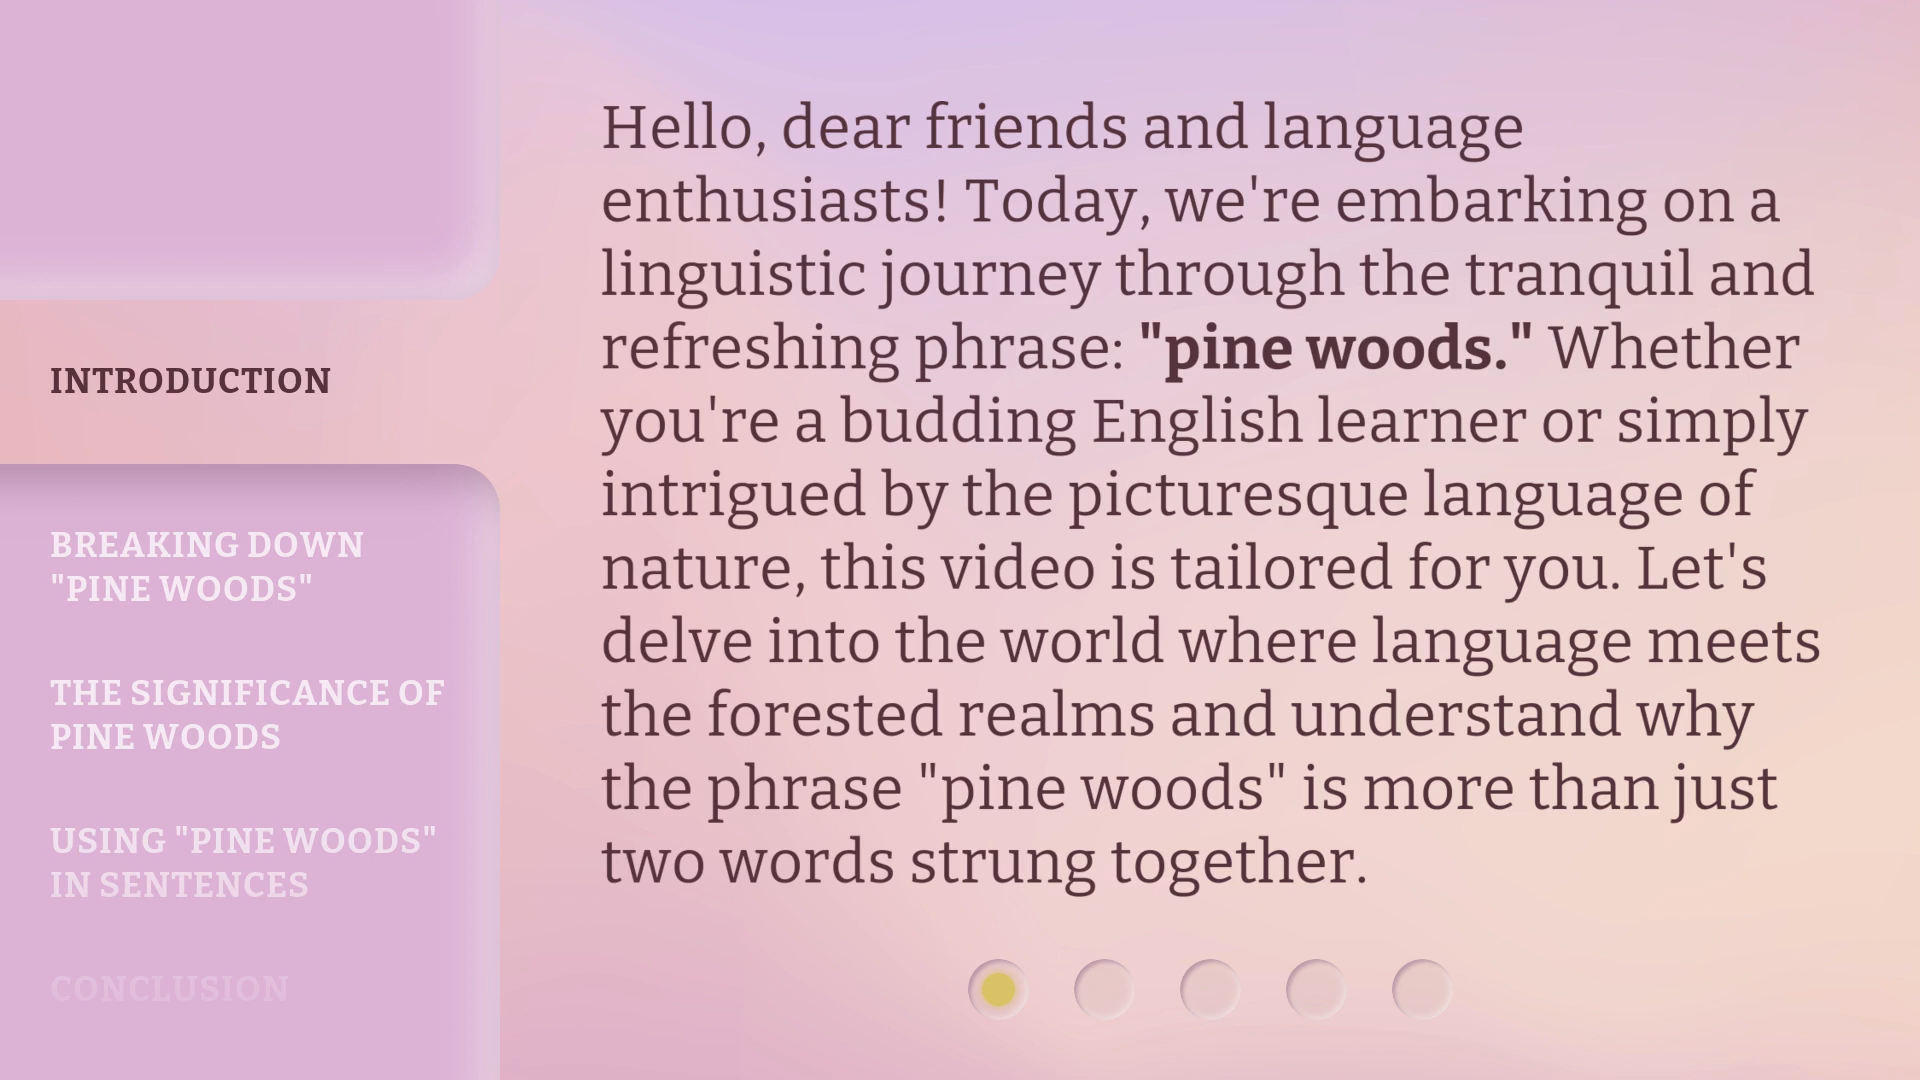 INTRODUCTION
BREAKING DOWN
"PINE WOODS"
THE SIGNIFICANCE OF
PINE WOODS
USING "PINE WOODS"
IN SENTENCES
CONCLUSION
Hello, dear friends and language
enthusiasts! Today, we're embarking on a
linguistic journey through the tranquil and
refreshing phrase: "pine woods." Whether
you're a budding English learner or simply
intrigued by the picturesque language of
nature, this video is tailored for you. Let's
delve into the world where language meets
the forested realms and understand why
the phrase "pine woods" is more than just
two words strung together.